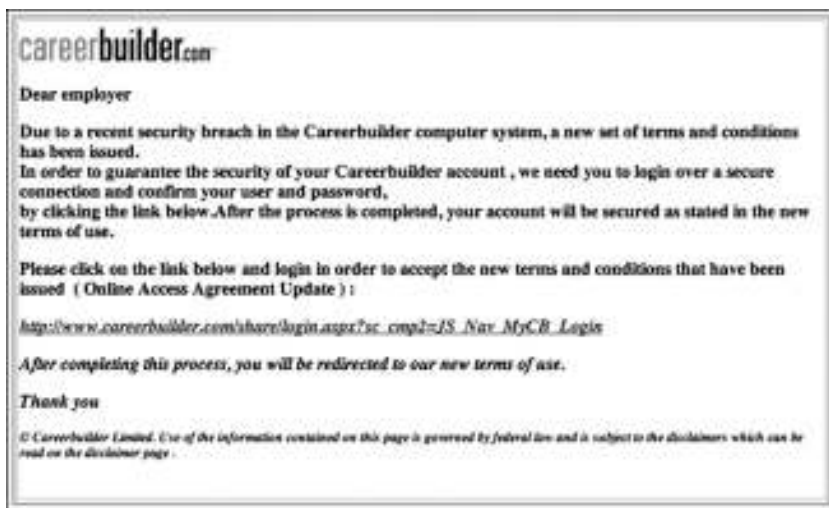 careerbuilder.com
Dear employer
Due to a recent security breach in the Careerbuilder computer system, a new set of terms and conditions
has been issued.
In order to guarantee the security of your Careerbuilder account , we need you to login over a secure
connection and confirm your user and password,
by clicking the link below.After the process is completed, your account will be secured as stated in the new
terms of use.
Please click on the link below and login in order to accept the new terms and conditions that have been
issued ( Online Access Agreement Update ) :
http://www.careerbuilder.com/share/login.aspx?sc_cmp2=JS_Nav_MyCB_Login
After completing this process, you will be redirected to our new terms of use.
Thank you
© Careerbuilder Limited. Use of the information contained on this page is governed by federal law and is subject to the disclaimers which can be
read on the disclaimer page .